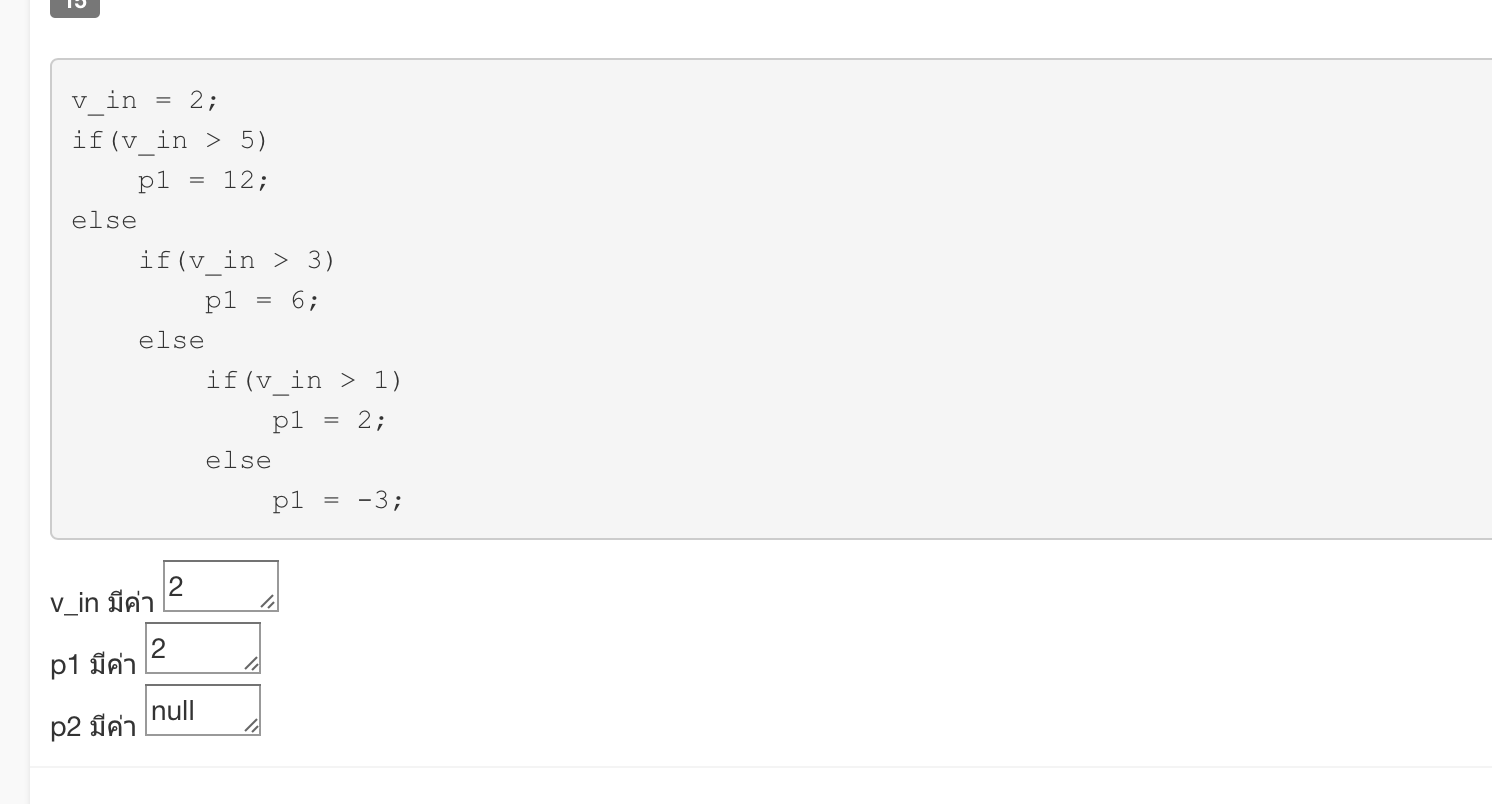 15
v_in = 2;
if(v_in > 5)
    p1 = 12;
else
    if(v_in > 3)
        p1 = 6;
    else
        if(v_in > 1)
            p1 = 2;
        else
            p1 = -3;
v_in มีค่า 2
p1 มีค่า 2
p2 มีค่า null